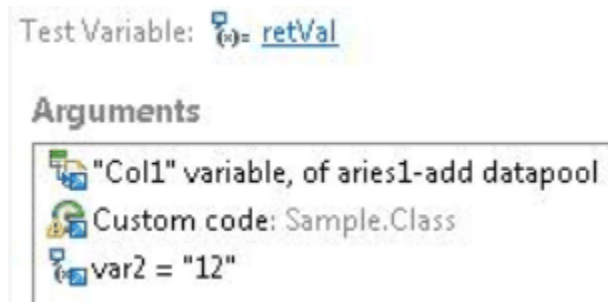 Test Variable: (x)= retVal
Arguments
"Col1" variable, of aries1-add datapool
Custom code: Sample.Class
var2 = "12"